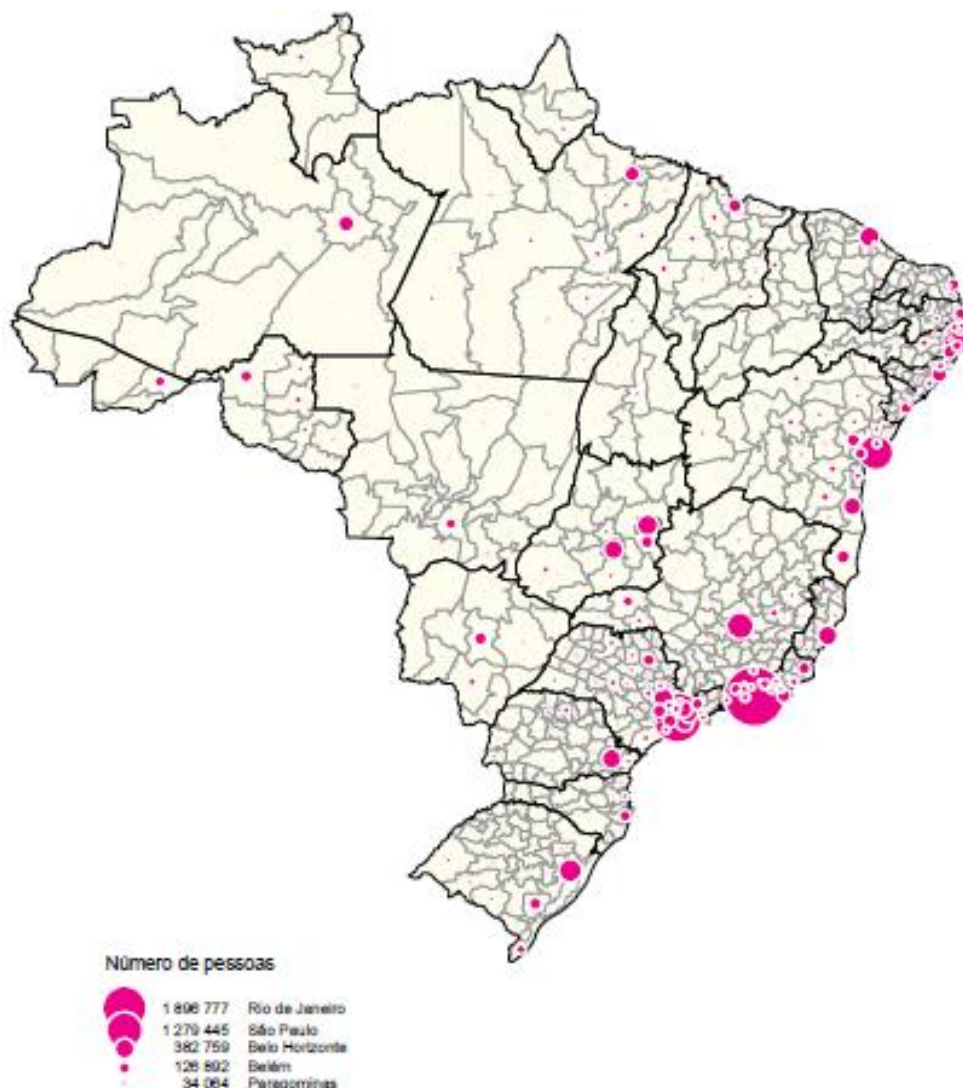 Número de pessoas
1 896 777 Rio de Janeiro
1 279 445 São Paulo
382 759 Belo Horizonte
126 892 Belém
34 064 Paragominas